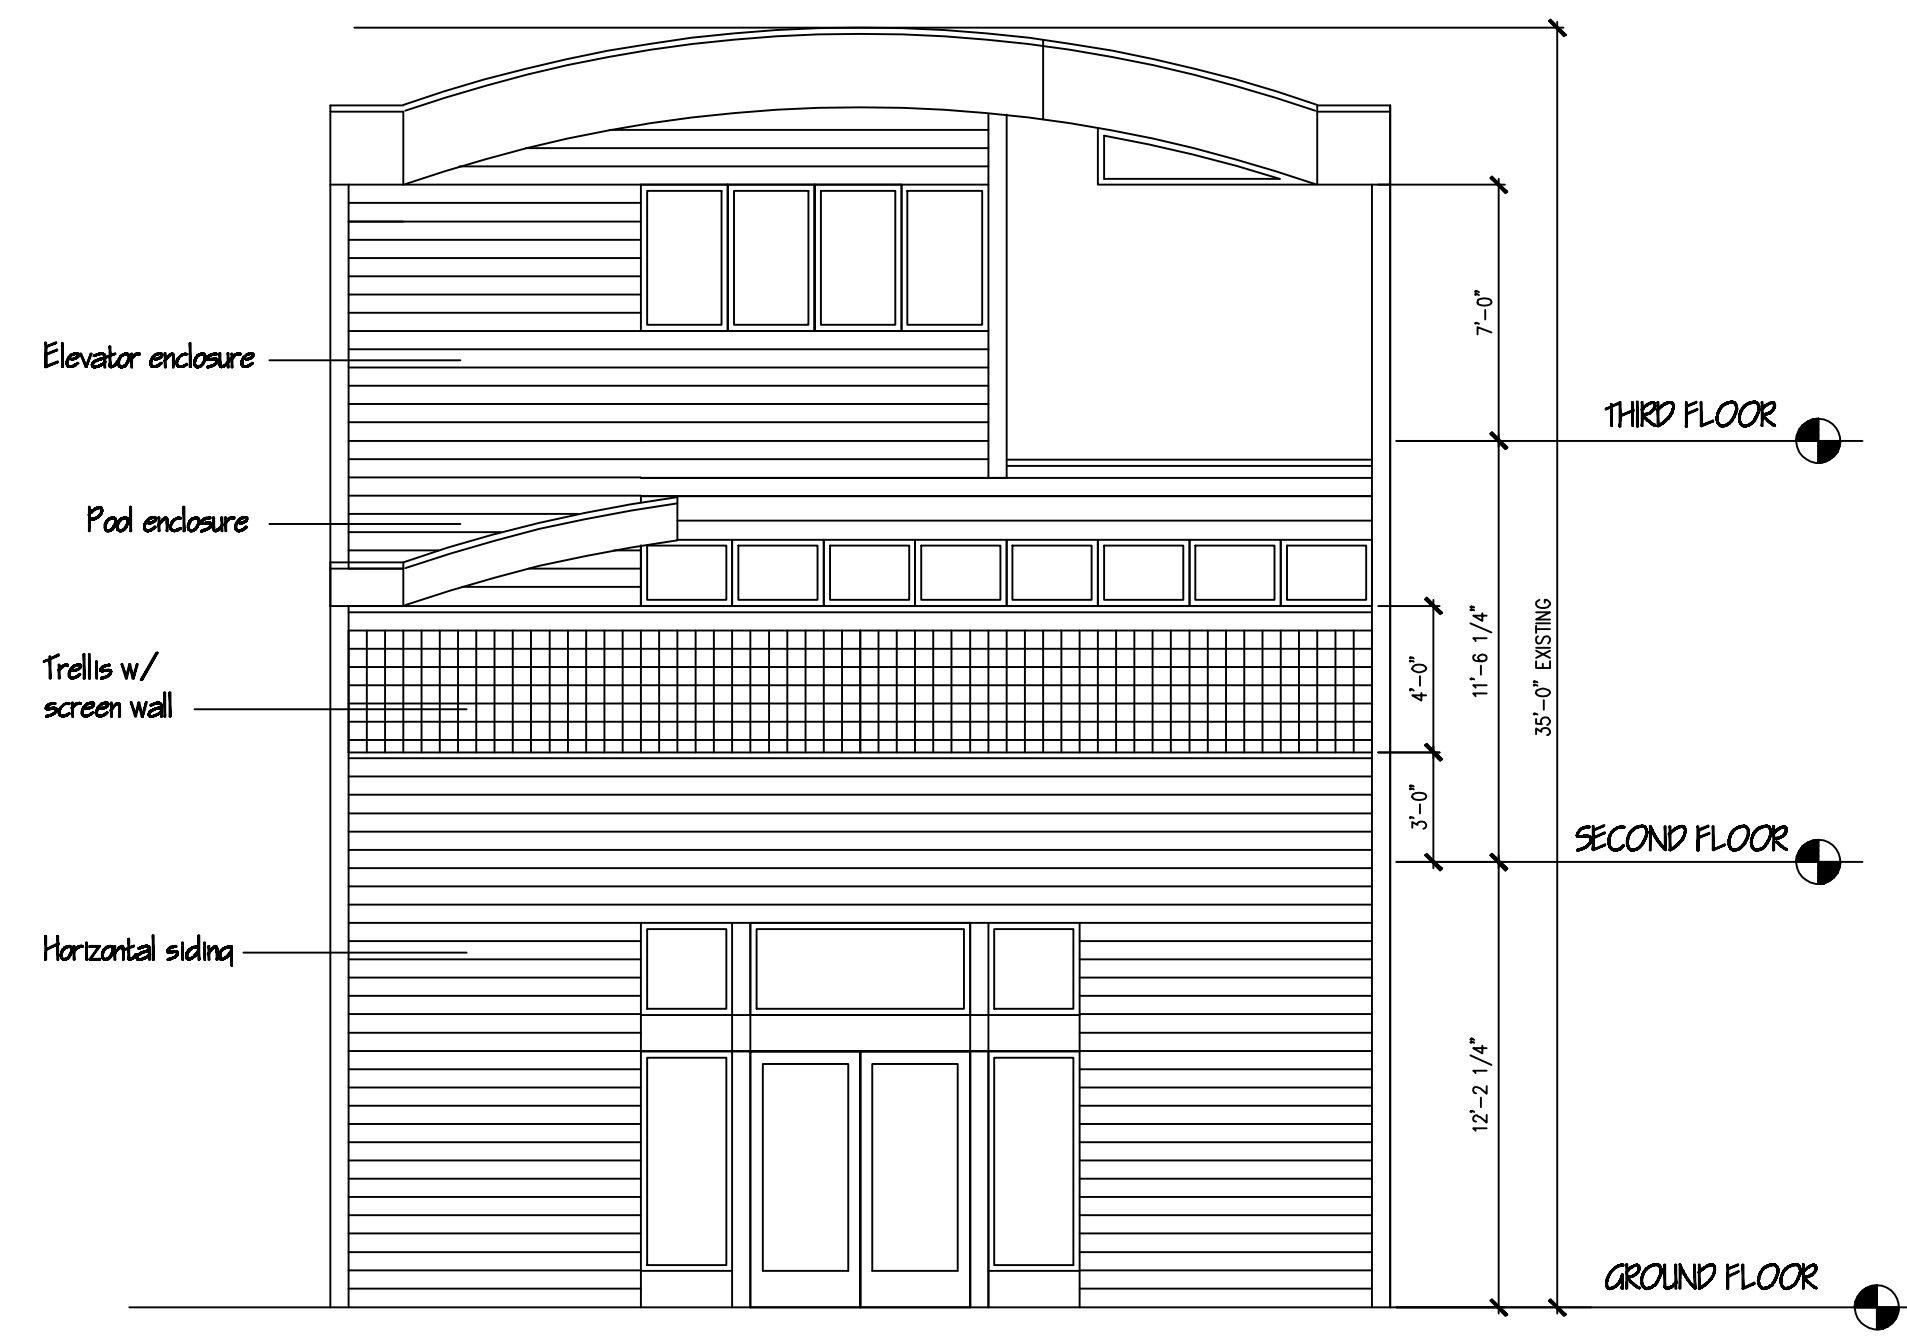 Elevator enclosure
Pool enclosure
Trellis w/
screen wall
Horizontal siding
7'-0"
THIRD FLOOR
4'-0"
11'-6 1/4"
35'-0" EXISTING
3'-0"
SECOND FLOOR
12'-2 1/4"
GROUND FLOOR